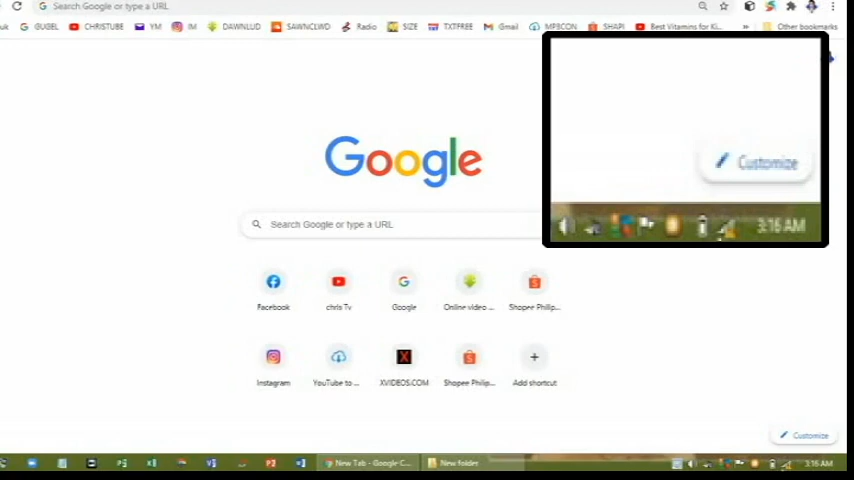 Search Google or type a URL
GUGEL CHRISTUBE YM IM DAWNLUD SAWNCLWD Radio SIZE TXTFREE Gmail MP3CON SHAPI Best Vitamins for Ki... » Other bookmarks
Customize
3:16 AM
Google
Search Google or type a URL
Facebook chris Tv Google Online video ... Shopee Philip...
Instagram YouTube to ... XVIDEOS.COM Shopee Philip... Add shortcut
Customize
New Tab - Google C... New folder 3:16 AM